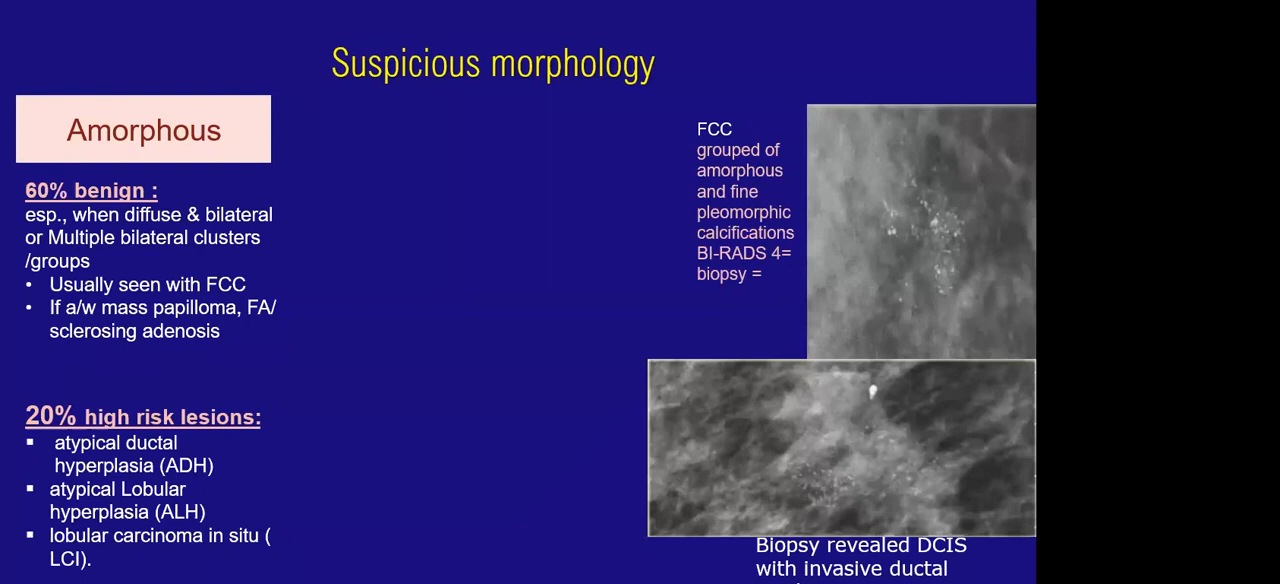 Suspicious morphology
Amorphous
60% benign :
esp., when diffuse & bilateral
or Multiple bilateral clusters
/groups
• Usually seen with FCC
• If a/w mass papilloma, FA/
sclerosing adenosis
20% high risk lesions:
▪ atypical ductal
hyperplasia (ADH)
▪ atypical Lobular
hyperplasia (ALH)
▪ lobular carcinoma in situ (
LCI).
FCC
grouped of
amorphous
and fine
pleomorphic
calcifications
BI-RADS 4=
biopsy =
Biopsy revealed DCIS
with invasive ductal